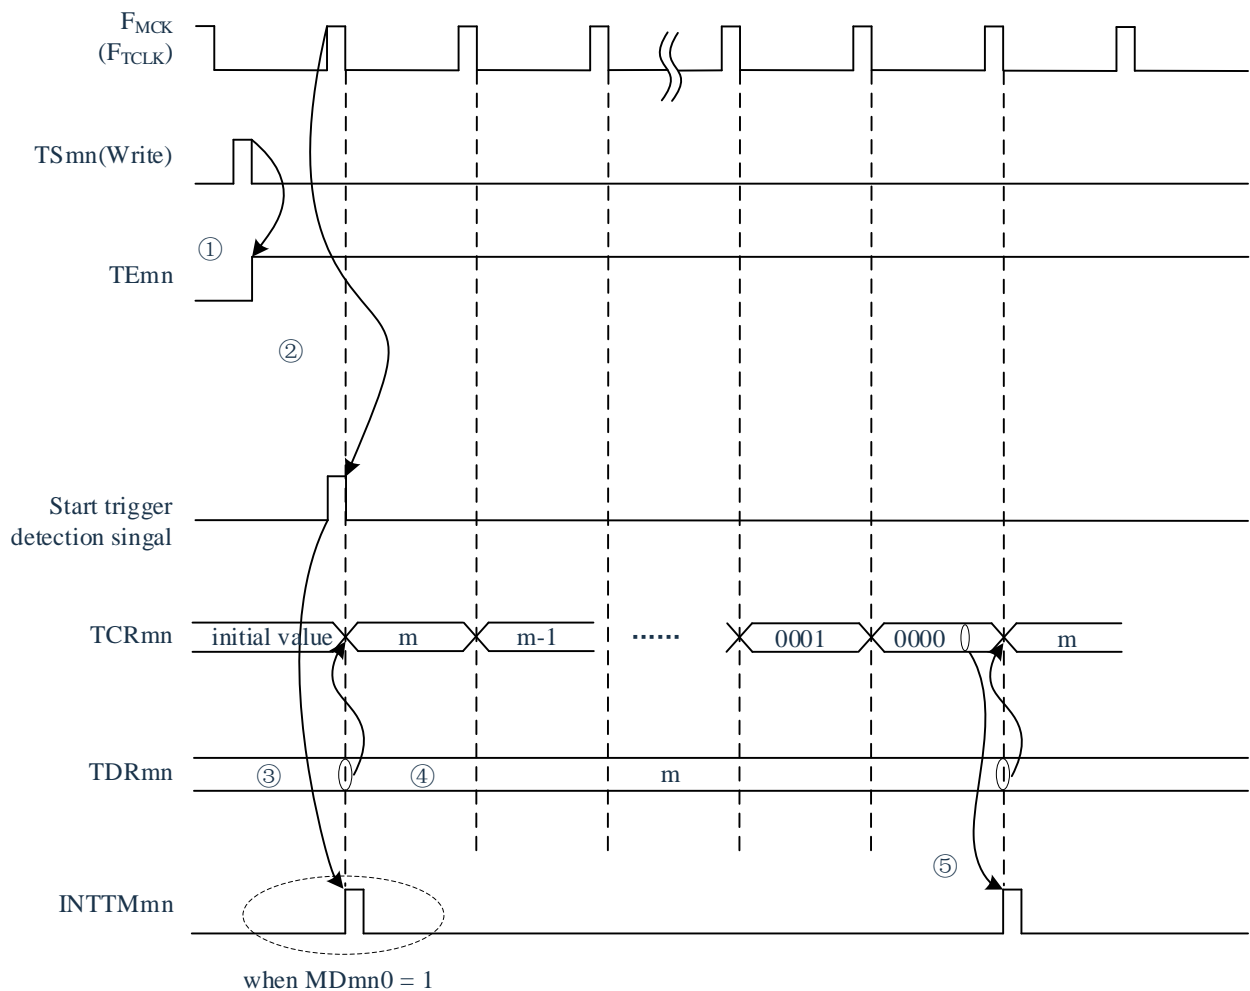 FMCK
(FTCLK)
TSmn(Write)
①
TEmn
②
Start trigger
detection singal
TCRmn initial value m m-1 ...... 0001 0000 m
TDRmn ③ ④ m
⑤
INTTMmn
when MDmn0 = 1